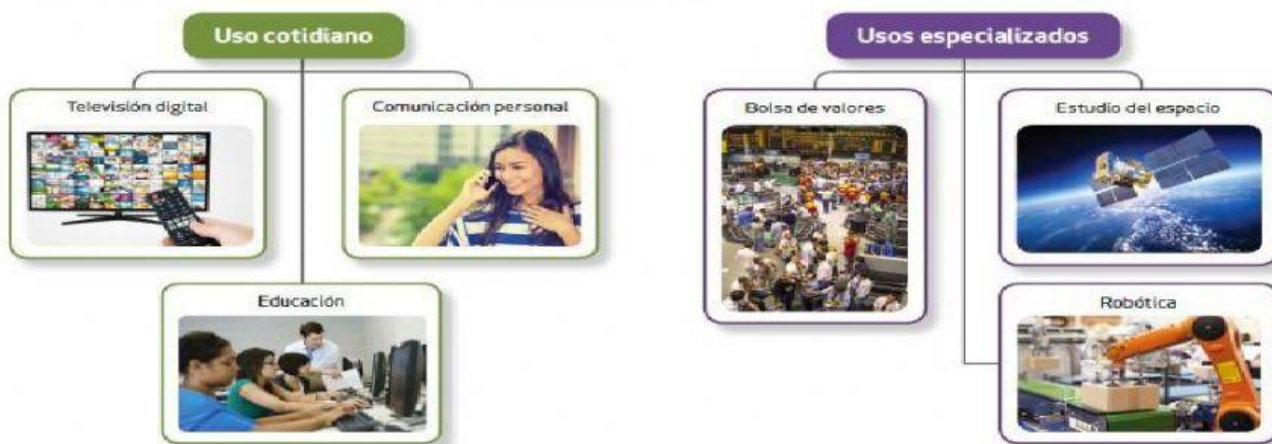 Uso cotidiano
Televisión digital
Comunicación personal
Educación
Usos especializados
Bolsa de valores
Estudio del espacio
Robótica